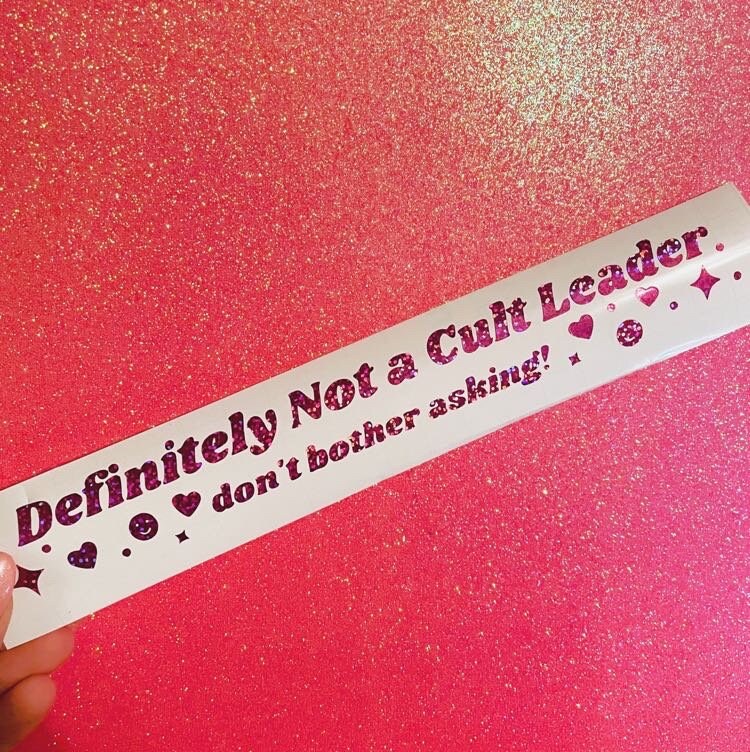 Definitely Not a Cult Leader
don't bother asking!